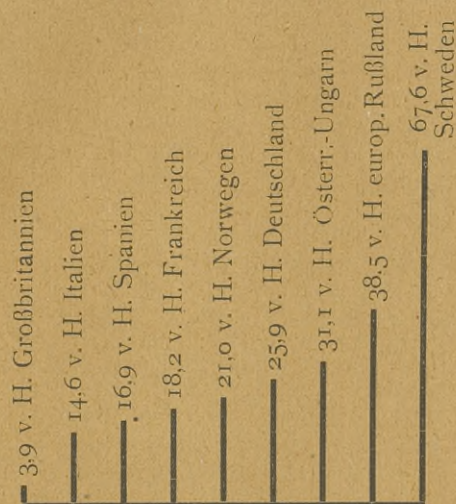 3,9 v. H. Großbritannien
14,6 v. H. Italien
16,9 v. H. Spanien
18,2 v. H. Frankreich
21,0 v. H. Norwegen
25,9 v. H. Deutschland
31,1 v. H. Österr.-Ungarn
38,5 v. H. europ. Rußland
67,6 v. H.
Schweden